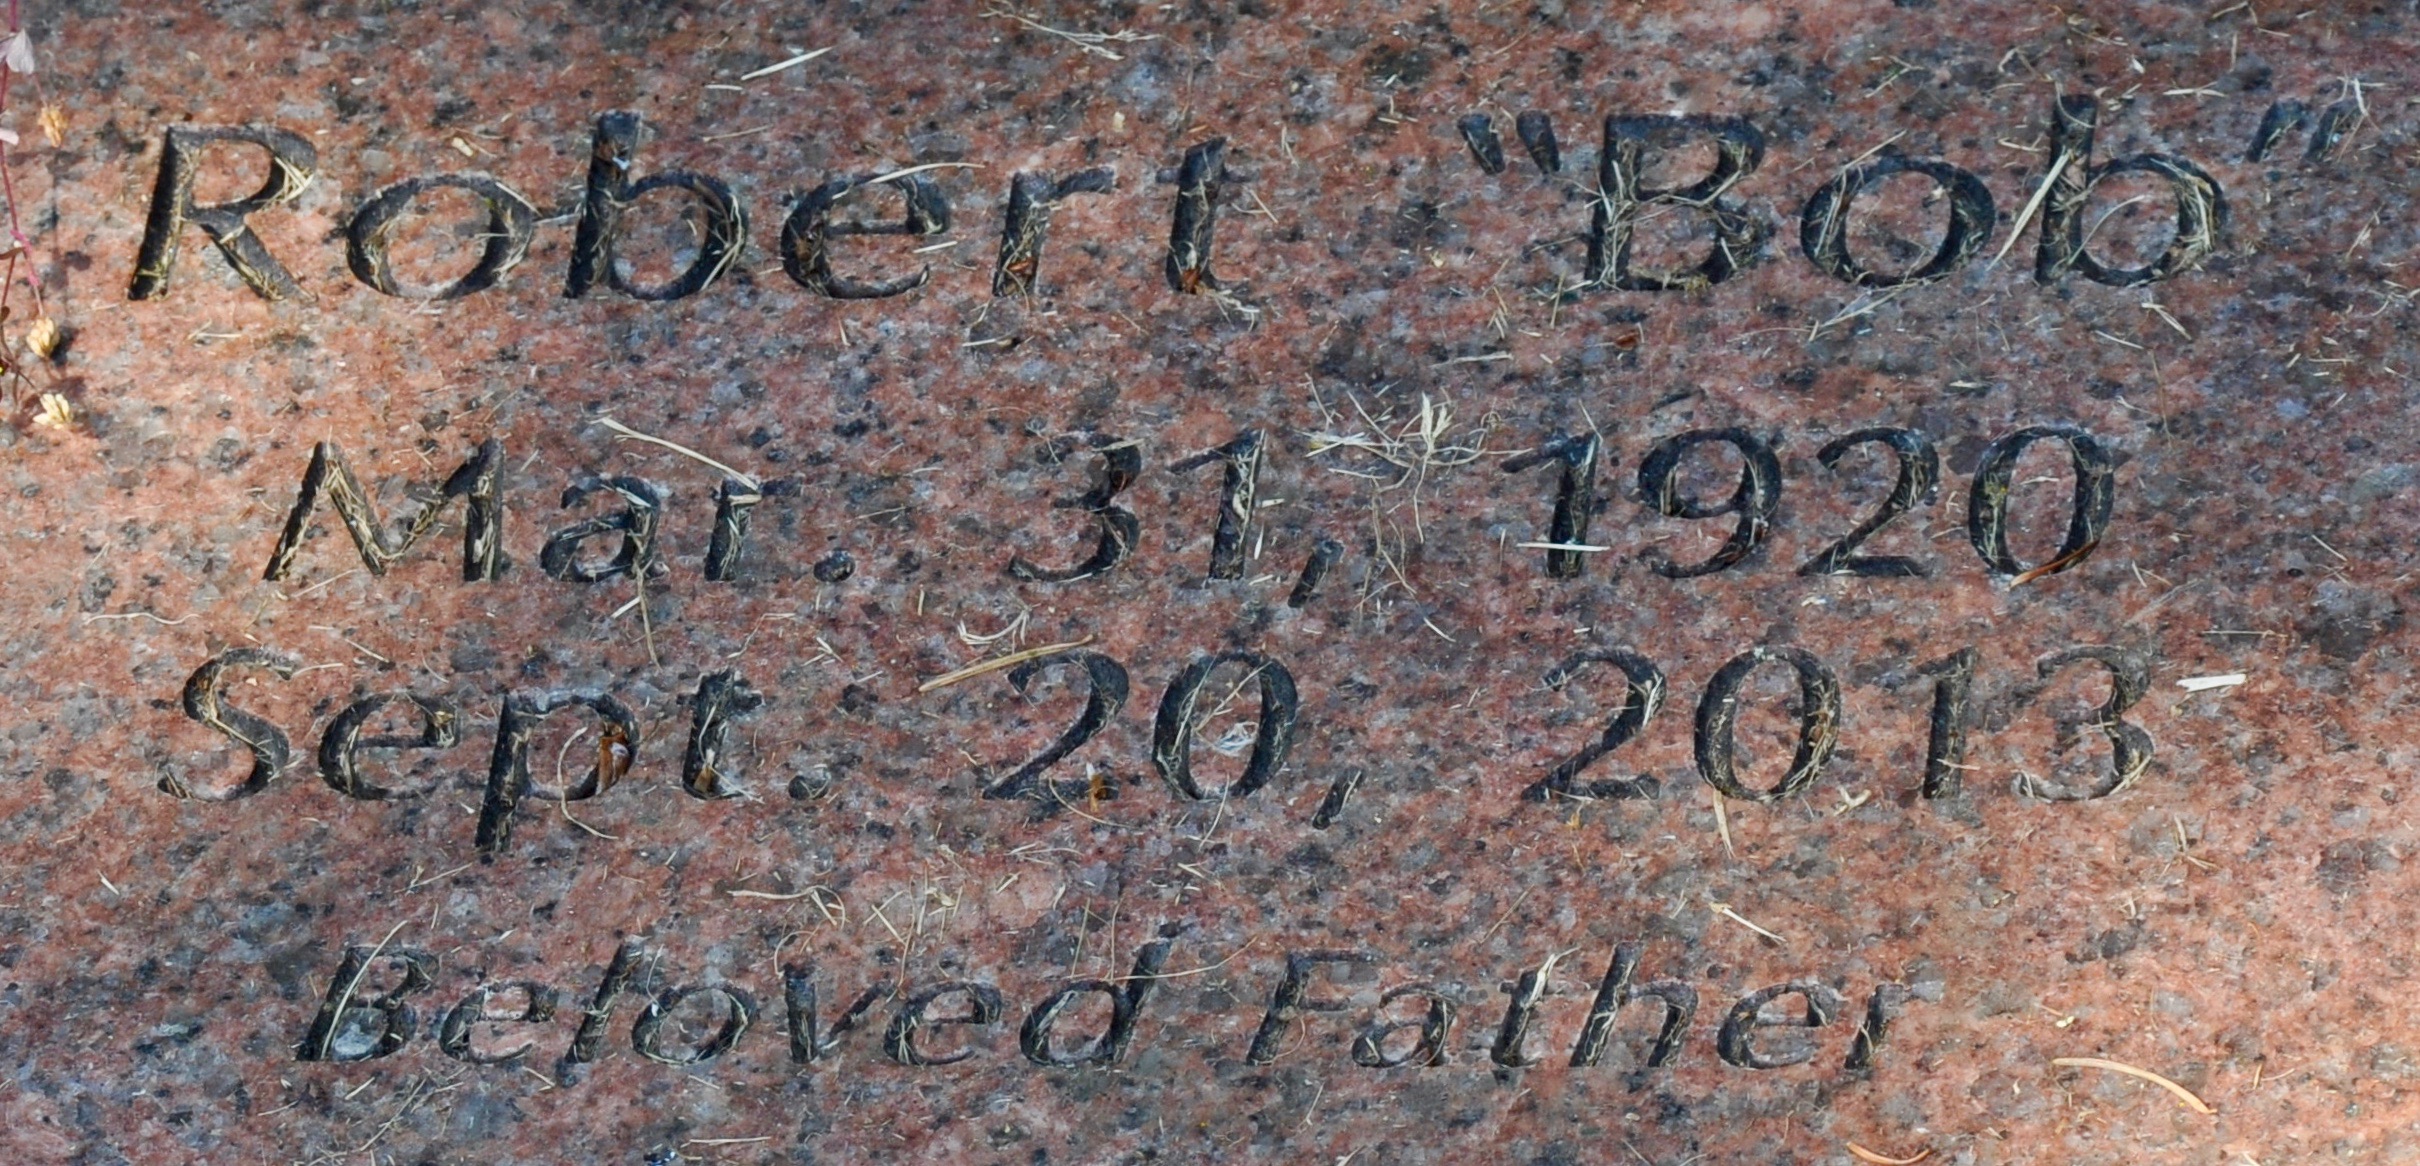 Robert “Bob”
Mar. 31, 1920
Sept. 20, 2013
Beloved Father